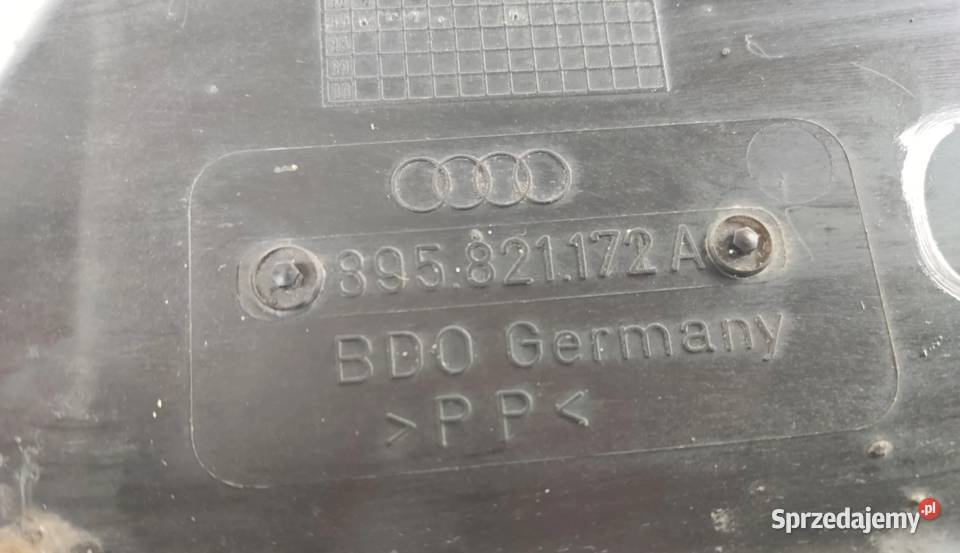 895.821.172 A
BDO Germany
>PP<
Sprzedajemy.pl